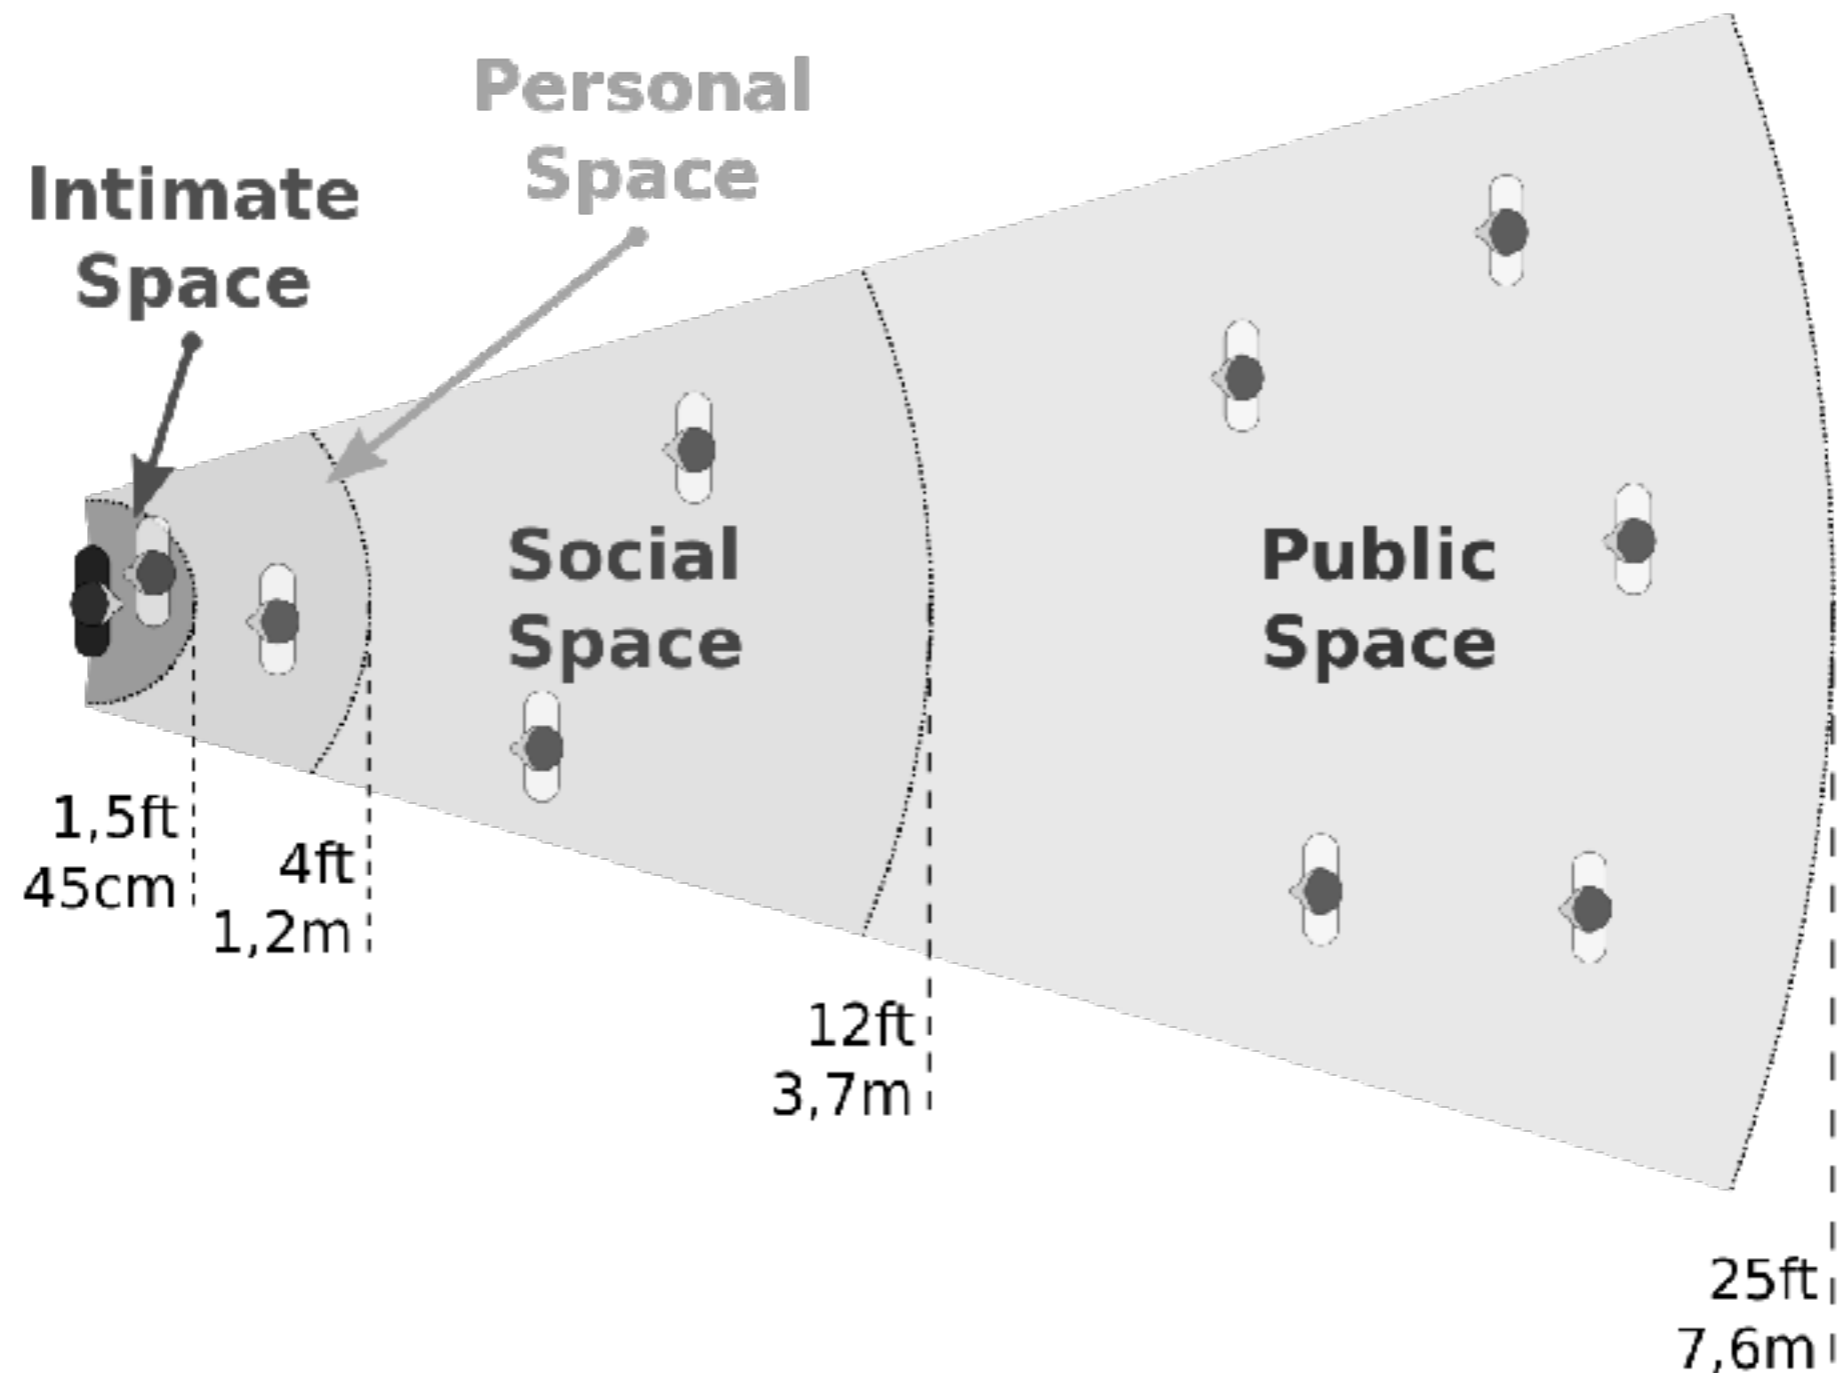 Personal
Space
Intimate
Space
Social
Space
Public
Space
1,5ft
45cm
4ft
1,2m
12ft
3,7m
25ft
7,6m